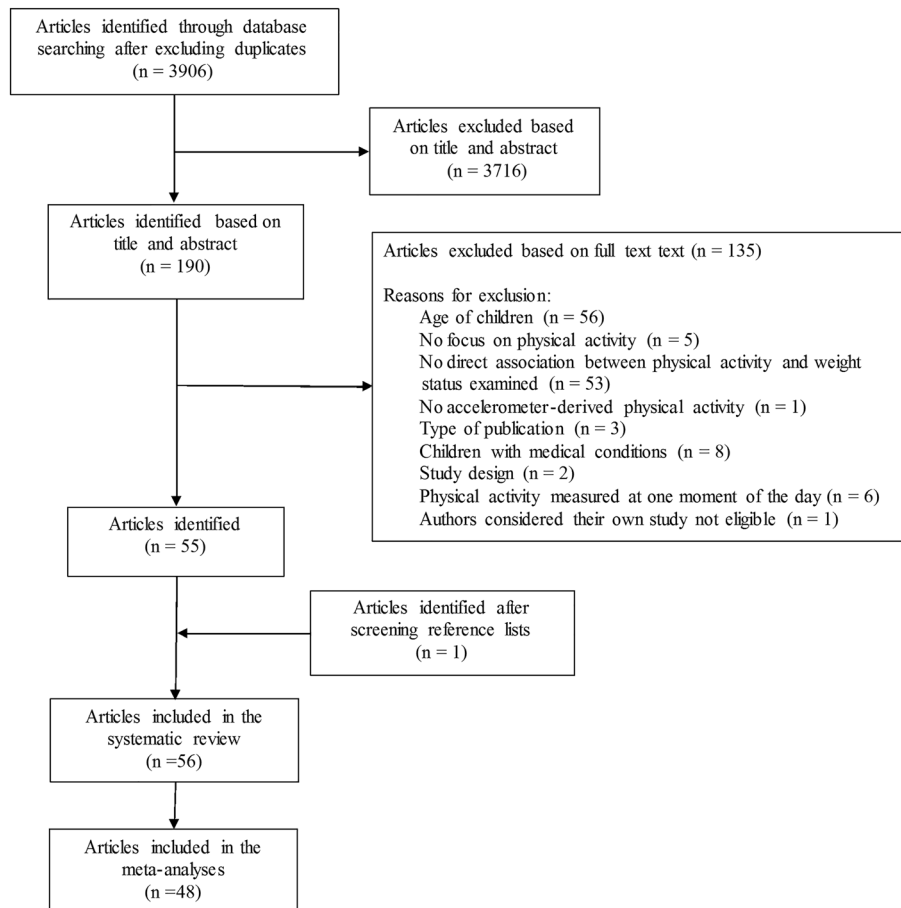 Articles identified through database
searching after excluding duplicates
(n = 3906)
Articles excluded based
on title and abstract
(n = 3716)
Articles identified based on
title and abstract
(n = 190)
Articles excluded based on full text text (n = 135)
Reasons for exclusion:
Age of children (n = 56)
No focus on physical activity (n = 5)
No direct association between physical activity and weight
status examined (n = 53)
No accelerometer-derived physical activity (n = 1)
Type of publication (n = 3)
Children with medical conditions (n = 8)
Study design (n = 2)
Physical activity measured at one moment of the day (n = 6)
Authors considered their own study not eligible (n = 1)
Articles identified
(n = 55)
Articles identified after
screening reference lists
(n = 1)
Articles included in the
systematic review
(n =56)
Articles included in the
meta-analyses
(n =48)